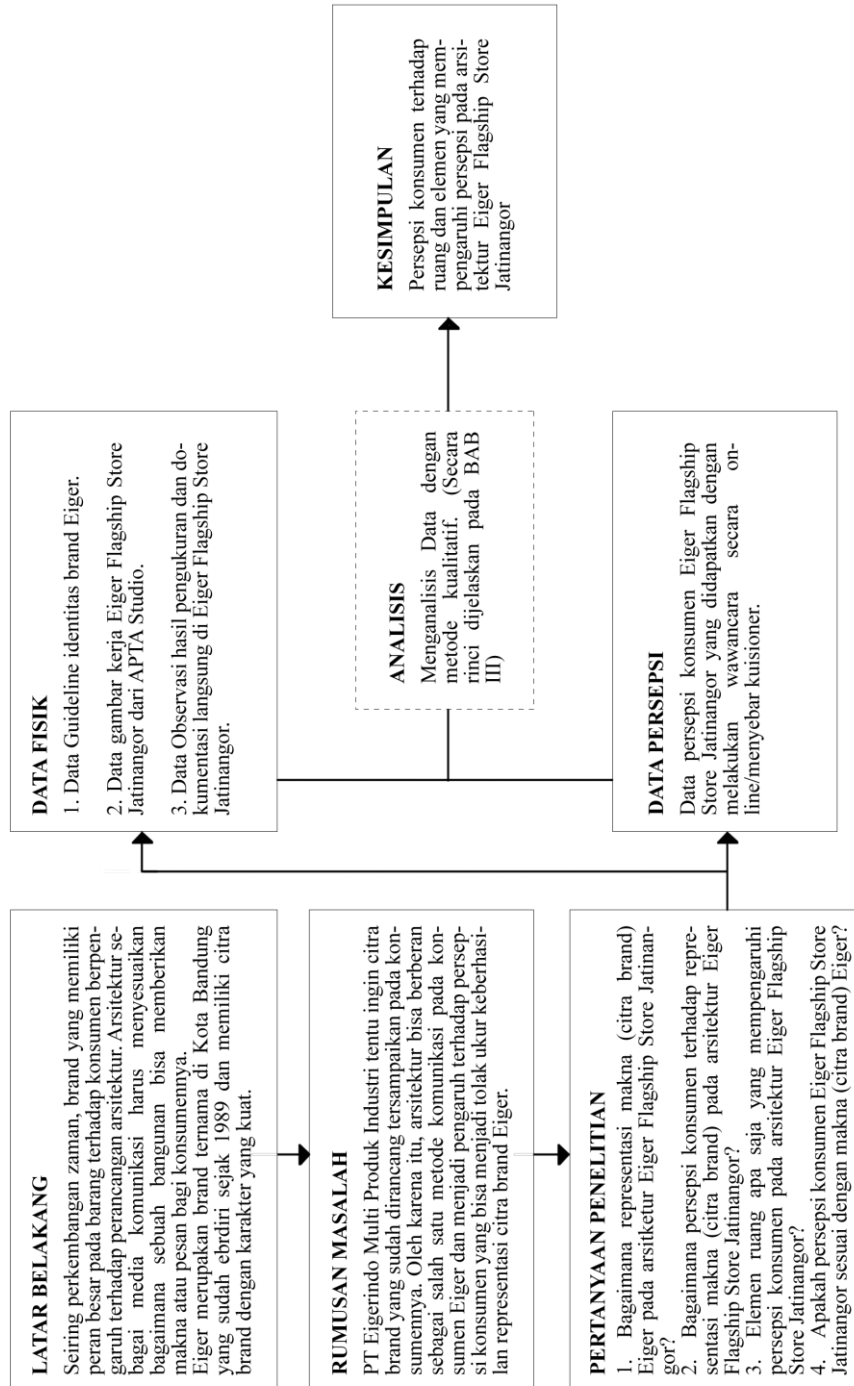 LATAR BELAKANG
Seiring perkembangan zaman, brand yang memiliki
peran besar pada barang terhadap konsumen berpen-
garuh terhadap perancangan arsitektur. Arsitektur se-
bagai media komunikasi harus menyesuaikan
bagaimana sebuah bangunan bisa memberikan
makna atau pesan bagi konsumennya.
Eiger merupakan brand ternama di Kota Bandung
yang sudah ebrdiri sejak 1989 dan memiliki citra
brand dengan karakter yang kuat.
RUMUSAN MASALAH
PT Eigerindo Multi Produk Industri tentu ingin citra
brand yang sudah dirancang tersampaikan pada kon-
sumennya. Oleh karena itu, arsitektur bisa berberan
sebagai salah satu metode komunikasi pada kon-
sumen Eiger dan menjadi pengaruh terhadap persep-
si konsumen yang bisa menjadi tolak ukur keberhasi-
lan representasi citra brand Eiger.
PERTANYAAN PENELITIAN
1. Bagaimana representasi makna (citra brand)
Eiger pada arsitketur Eiger Flagship Store Jatinan-
gor?
2. Bagaimana persepsi konsumen terhadap repre-
sentasi makna (citra brand) pada arsitektur Eiger
Flagship Store Jatinangor?
3. Elemen ruang apa saja yang mempengaruhi
persepsi konsumen pada arsitektur Eiger Flagship
Store Jatinangor?
4. Apakah persepsi konsumen Eiger Flagship Store
Jatinangor sesuai dengan makna (citra brand) Eiger?
DATA FISIK
1. Data Guideline identitas brand Eiger.
2. Data gambar kerja Eiger Flagship Store
Jatinangor dari APTA Studio.
3. Data Observasi hasil pengukuran dan do-
kumentasi langsung di Eiger Flagship Store
Jatinangor.
ANALISIS
Menganalisis Data dengan
metode kualitatif. (Secara
rinci dijelaskan pada BAB
III)
DATA PERSEPSI
Data persepsi konsumen Eiger Flagship
Store Jatinangor yang didapatkan dengan
melakukan wawancara secara on-
line/menyebar kuisioner.
KESIMPULAN
Persepsi konsumen terhadap
ruang dan elemen yang mem-
pengaruhi persepsi pada arsi-
tektur Eiger Flagship Store
Jatinangor